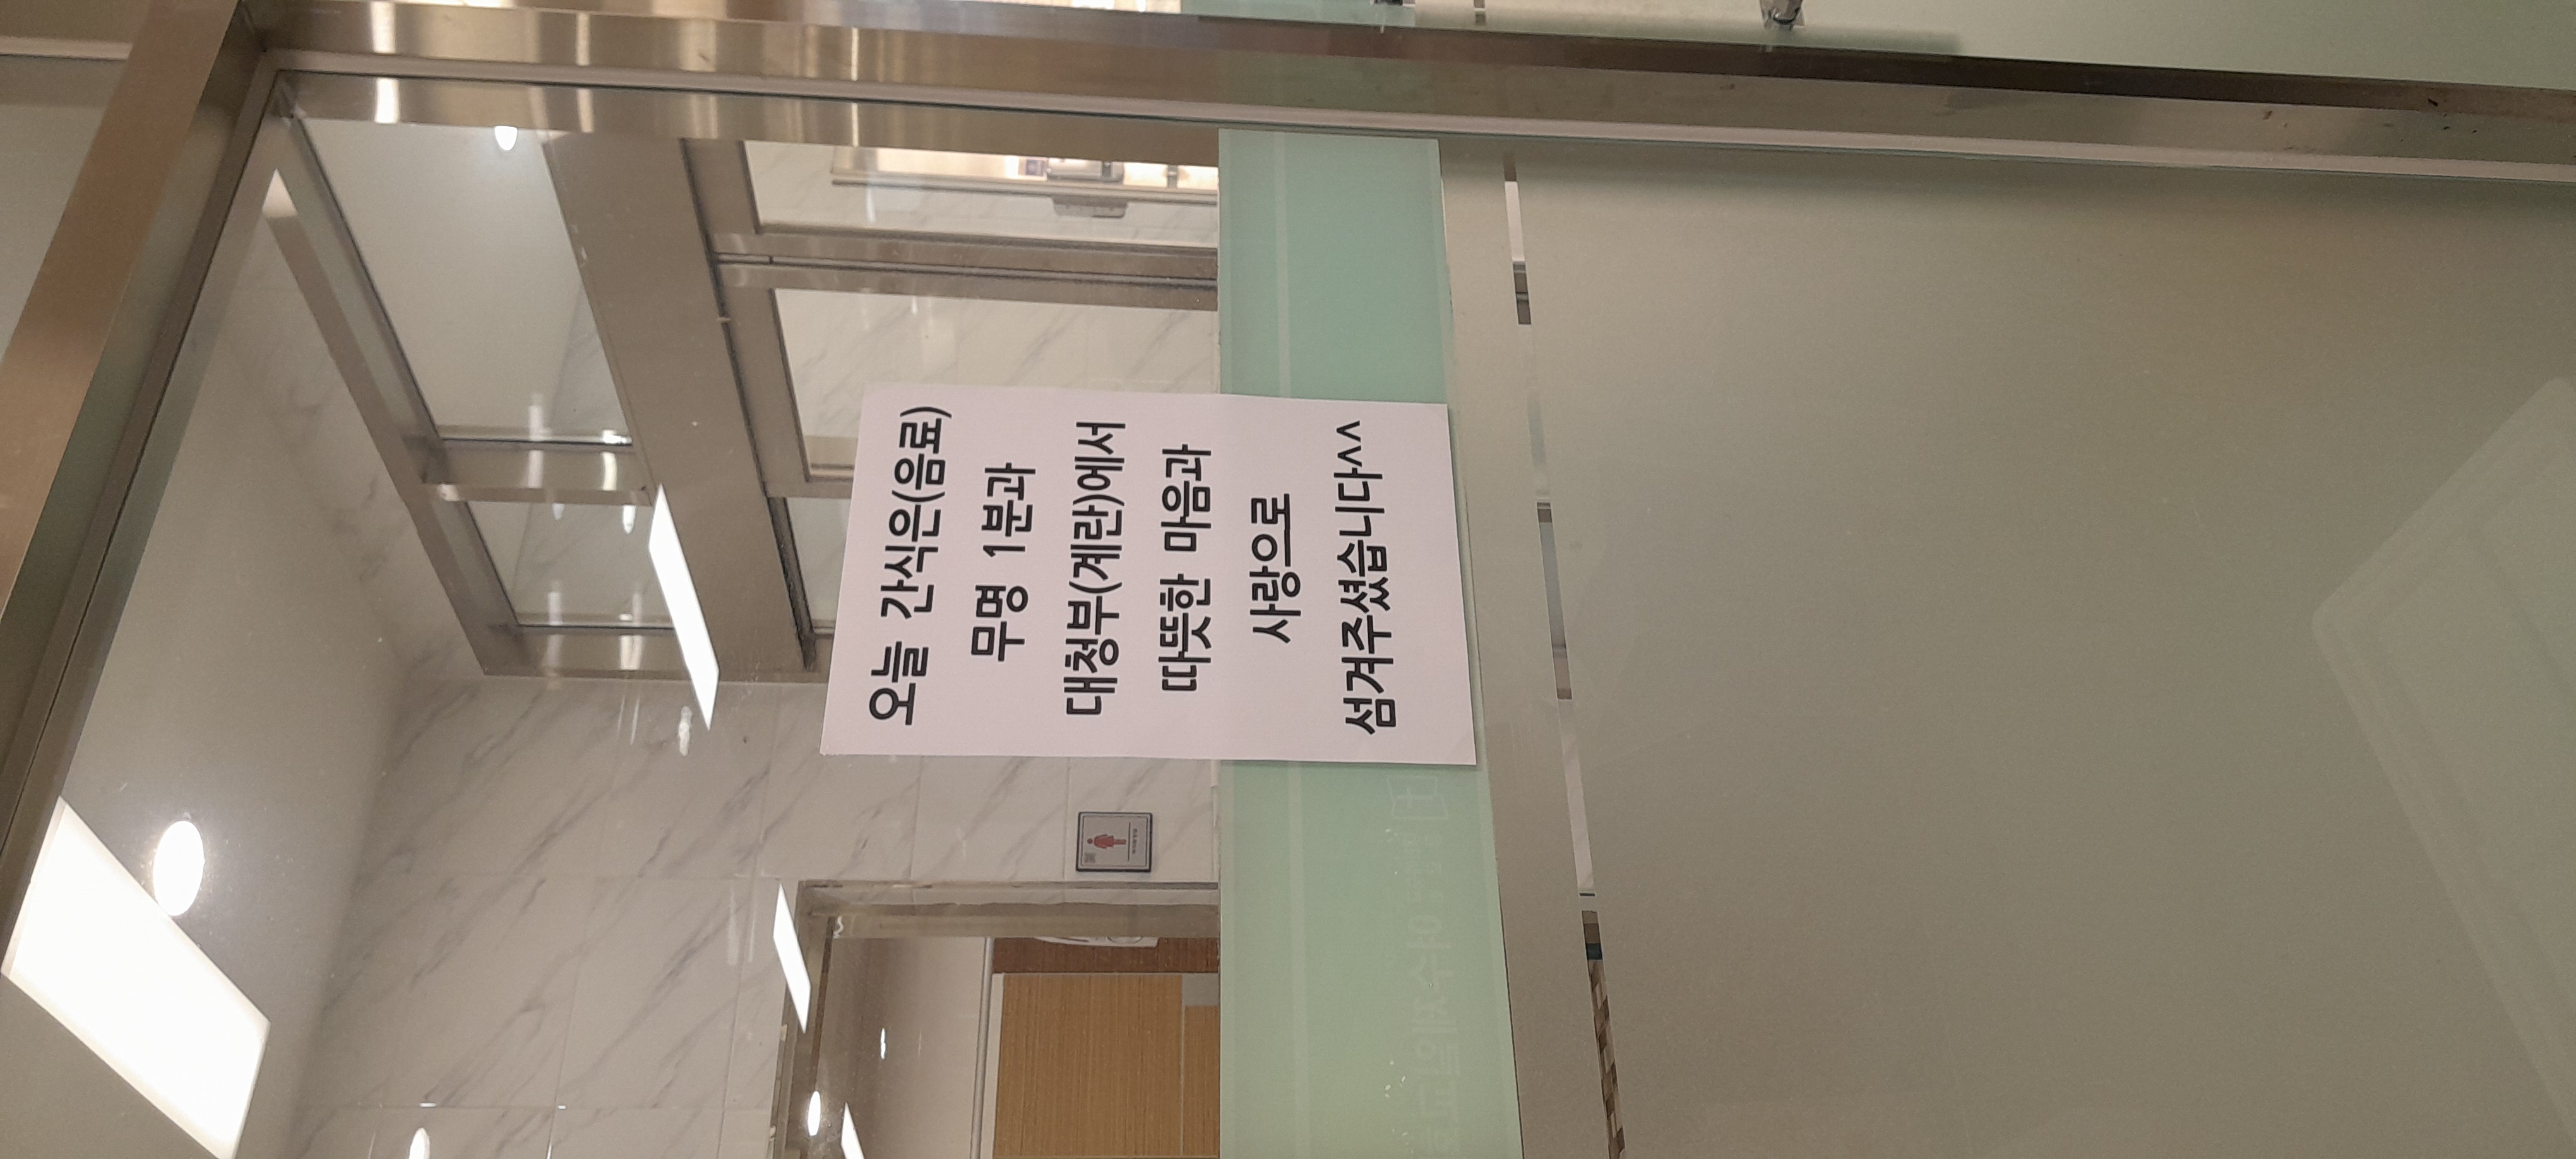 오늘 간식은(음료)
무명 1분과
대청부(계란)에서
따뜻한 마음과
사랑으로
섬겨주셨습니다^^